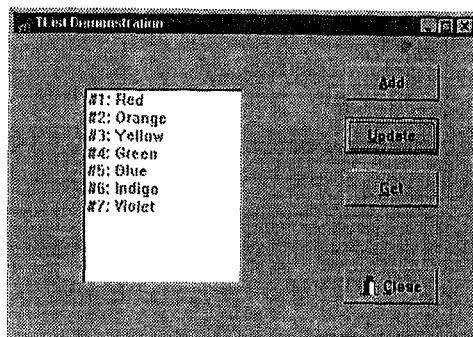 TList Demonstration
#1: Red
#2: Orange
#3: Yellow
#4: Green
#5: Blue
#6: Indigo
#7: Violet
Add
Update
Get
Close